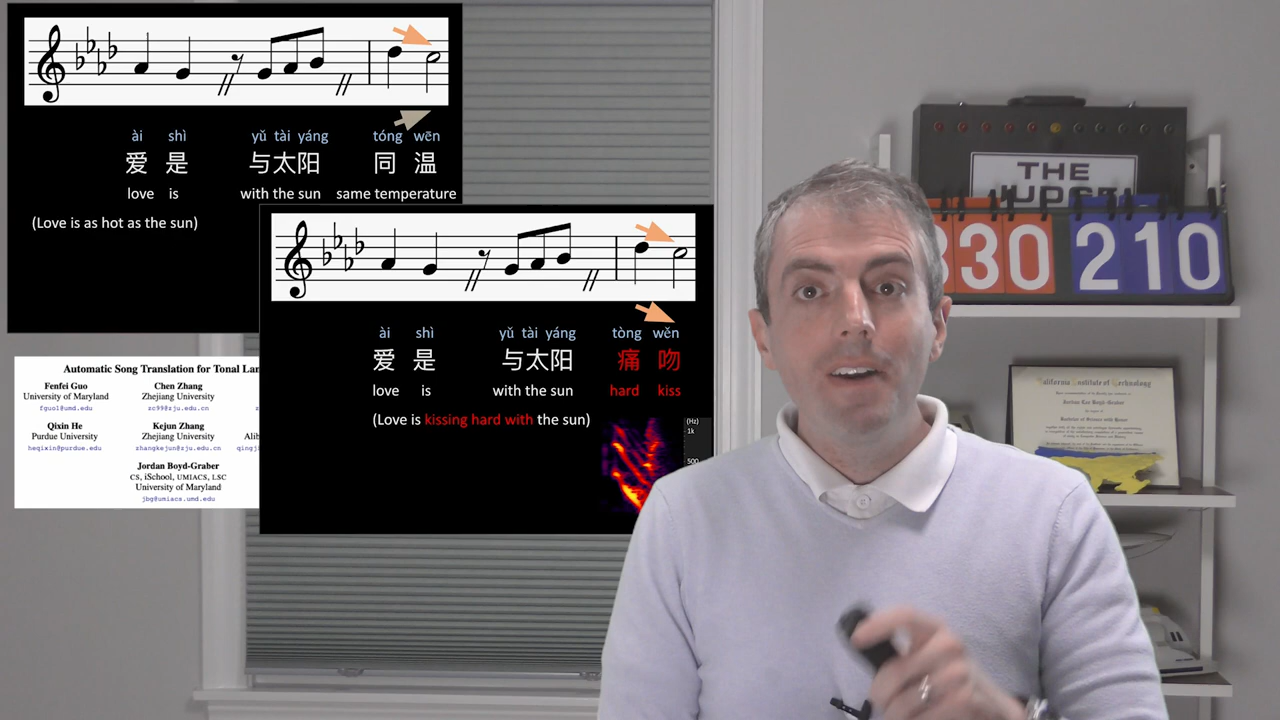 ài shì yǔ tài yáng tóng wēn
爱 是 与太阳 同 温
love is with the sun same temperature
(Love is as hot as the sun)
ài shì yǔ tài yáng tòng wěn
爱 是 与太阳 痛 吻
love is with the sun hard kiss
(Love is kissing hard with the sun)
(Hz)
1k
500
Automatic Song Translation for Tonal Lan
Fenfei Guo Chen Zhang
University of Maryland Zhejiang University
fguo1@umd.edu zc99@zju.edu.cn
Qixin He Kejun Zhang
Purdue University Zhejiang University Alib
heqixin@purdue.edu zhangkejun@zju.edu.cn qingj
Jordan Boyd-Graber
CS, iSchool, UMIACS, LSC
University of Maryland
jbg@umiacs.umd.edu
THE
JUDGE
330 210
California Institute of Technology